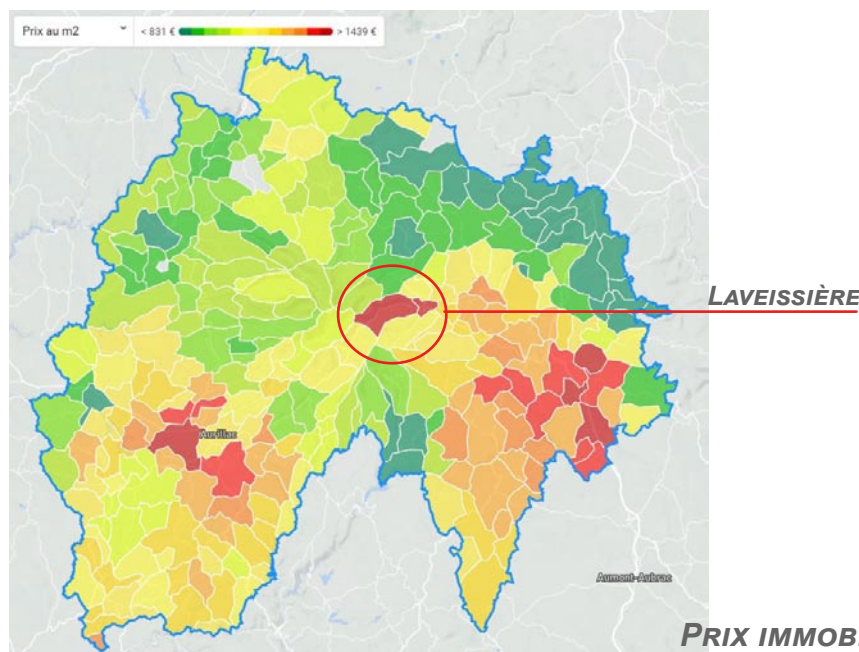 Prix au m2 < 831 € > 1439 €
LAVEISSIÈRE
Aurillac
Aumont-Aubrac
PRIX IMMOB.